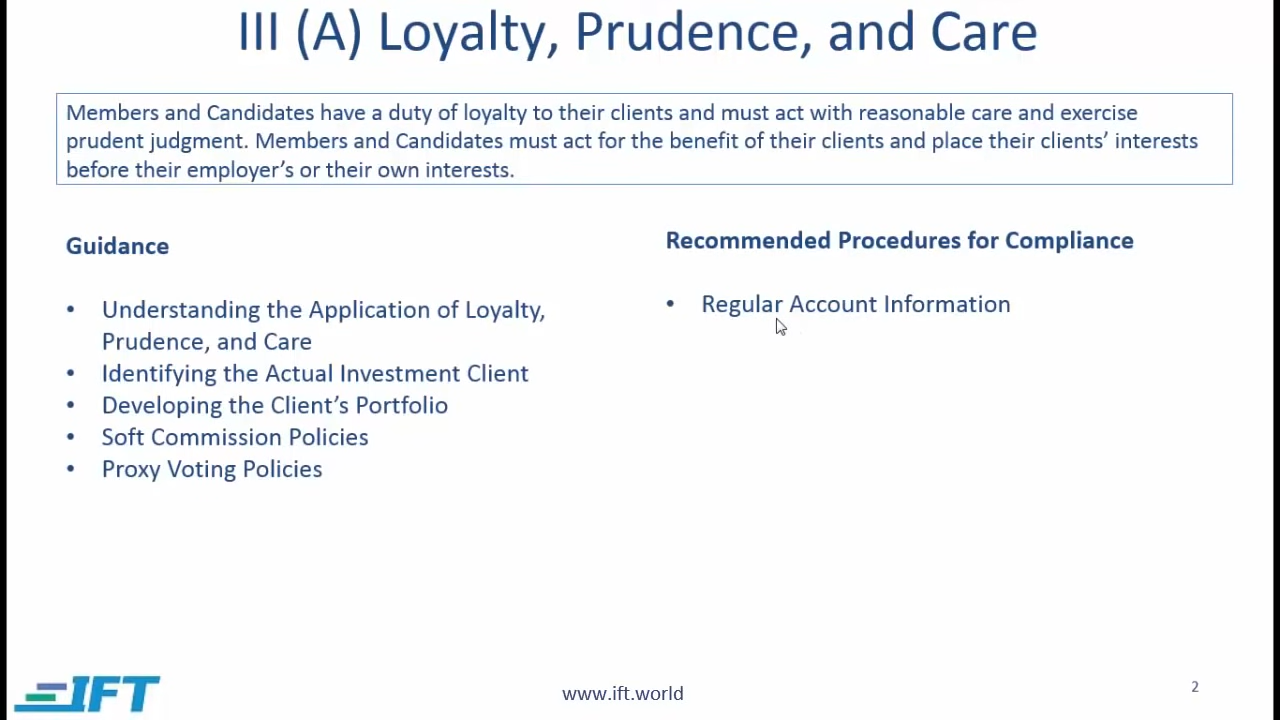 III (A) Loyalty, Prudence, and Care
Members and Candidates have a duty of loyalty to their clients and must act with reasonable care and exercise
prudent judgment. Members and Candidates must act for the benefit of their clients and place their clients’ interests
before their employer’s or their own interests.
Guidance
• Understanding the Application of Loyalty,
Prudence, and Care
• Identifying the Actual Investment Client
• Developing the Client’s Portfolio
• Soft Commission Policies
• Proxy Voting Policies
Recommended Procedures for Compliance
• Regular Account Information
IFT
www.ift.world
2